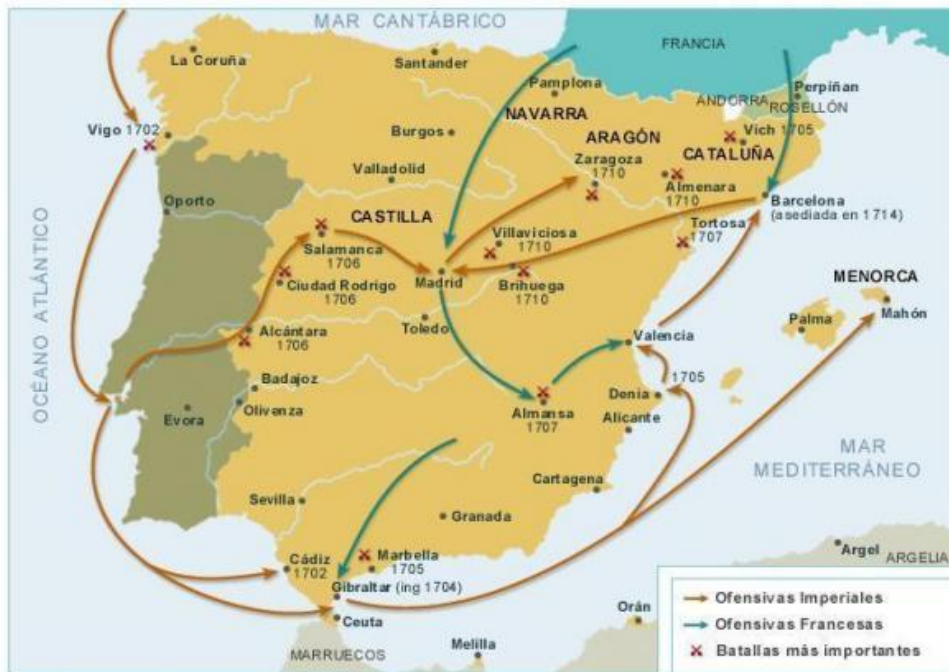 MAR CANTÁBRICO
FRANCIA
La Coruña
Santander
Pamplona
Perpiñan
ANDORRA
ROSELLÓN
NAVARRA
Vigo 1702
Burgos
ARAGÓN
Vich 1705
CATALUÑA
Zaragoza
1710
Valladolid
Almenara
1710
Barcelona
(asediada en 1714)
Oporto
CASTILLA
Tortosa
1707
Salamanca
1706
Villaviciosa
1710
Ciudad Rodrigo
1706
Madrid
Brihuega
1710
MENORCA
Mahón
OCÉANO ATLÁNTICO
Alcántara
1706
Toledo
Palma
Valencia
Badajoz
1705
Olivenza
Denia
Evora
Almansa
1707
Alicante
MAR
MEDITERRÁNEO
Cartagena
Sevilla
Granada
Cádiz
1702
Marbella
1705
Argel
ARGELIA
Gibraltar (ing 1704)
Ceuta
Orán
MARRUECOS
Melilla
Ofensivas Imperiales
Ofensivas Francesas
Batallas más importantes